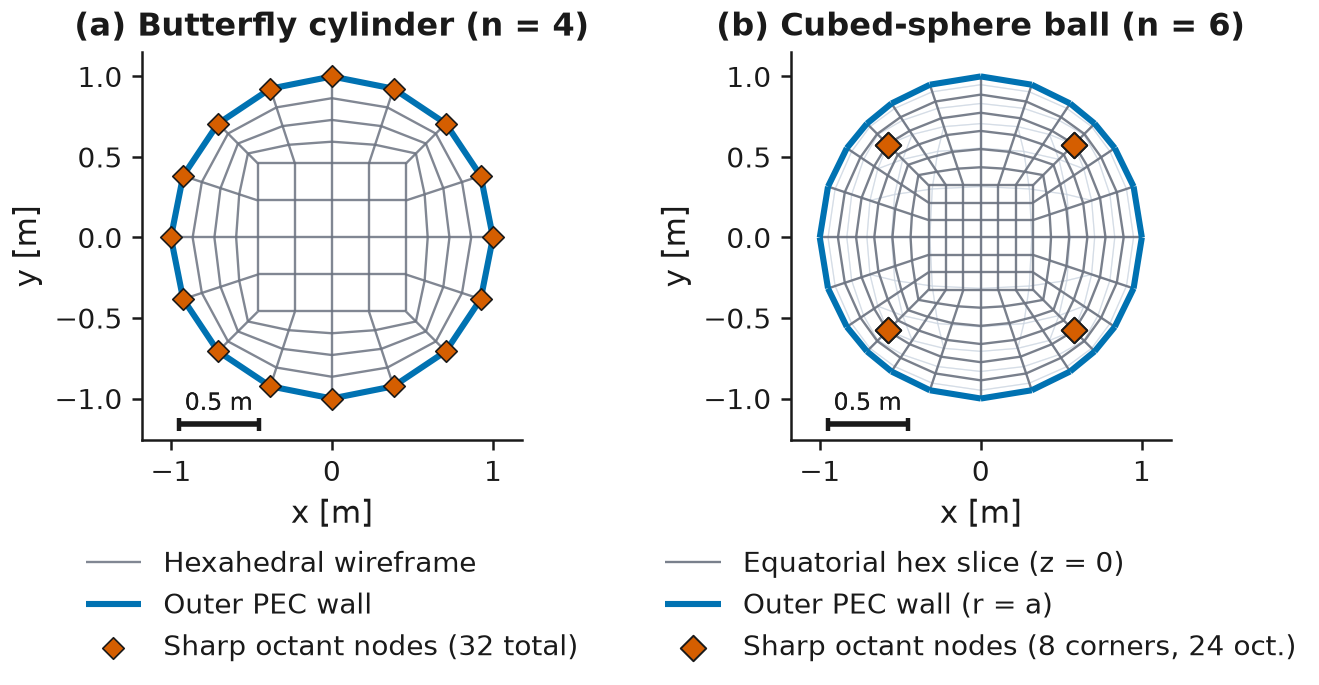 (a) Butterfly cylinder (n = 4)
1.0
0.5
0.0
−0.5
−1.0
y [m]
0.5 m
−1
0
1
x [m]
Hexahedral wireframe
Outer PEC wall
Sharp octant nodes (32 total)
(b) Cubed-sphere ball (n = 6)
1.0
0.5
0.0
−0.5
−1.0
y [m]
0.5 m
−1
0
1
x [m]
Equatorial hex slice (z = 0)
Outer PEC wall (r = a)
Sharp octant nodes (8 corners, 24 oct.)